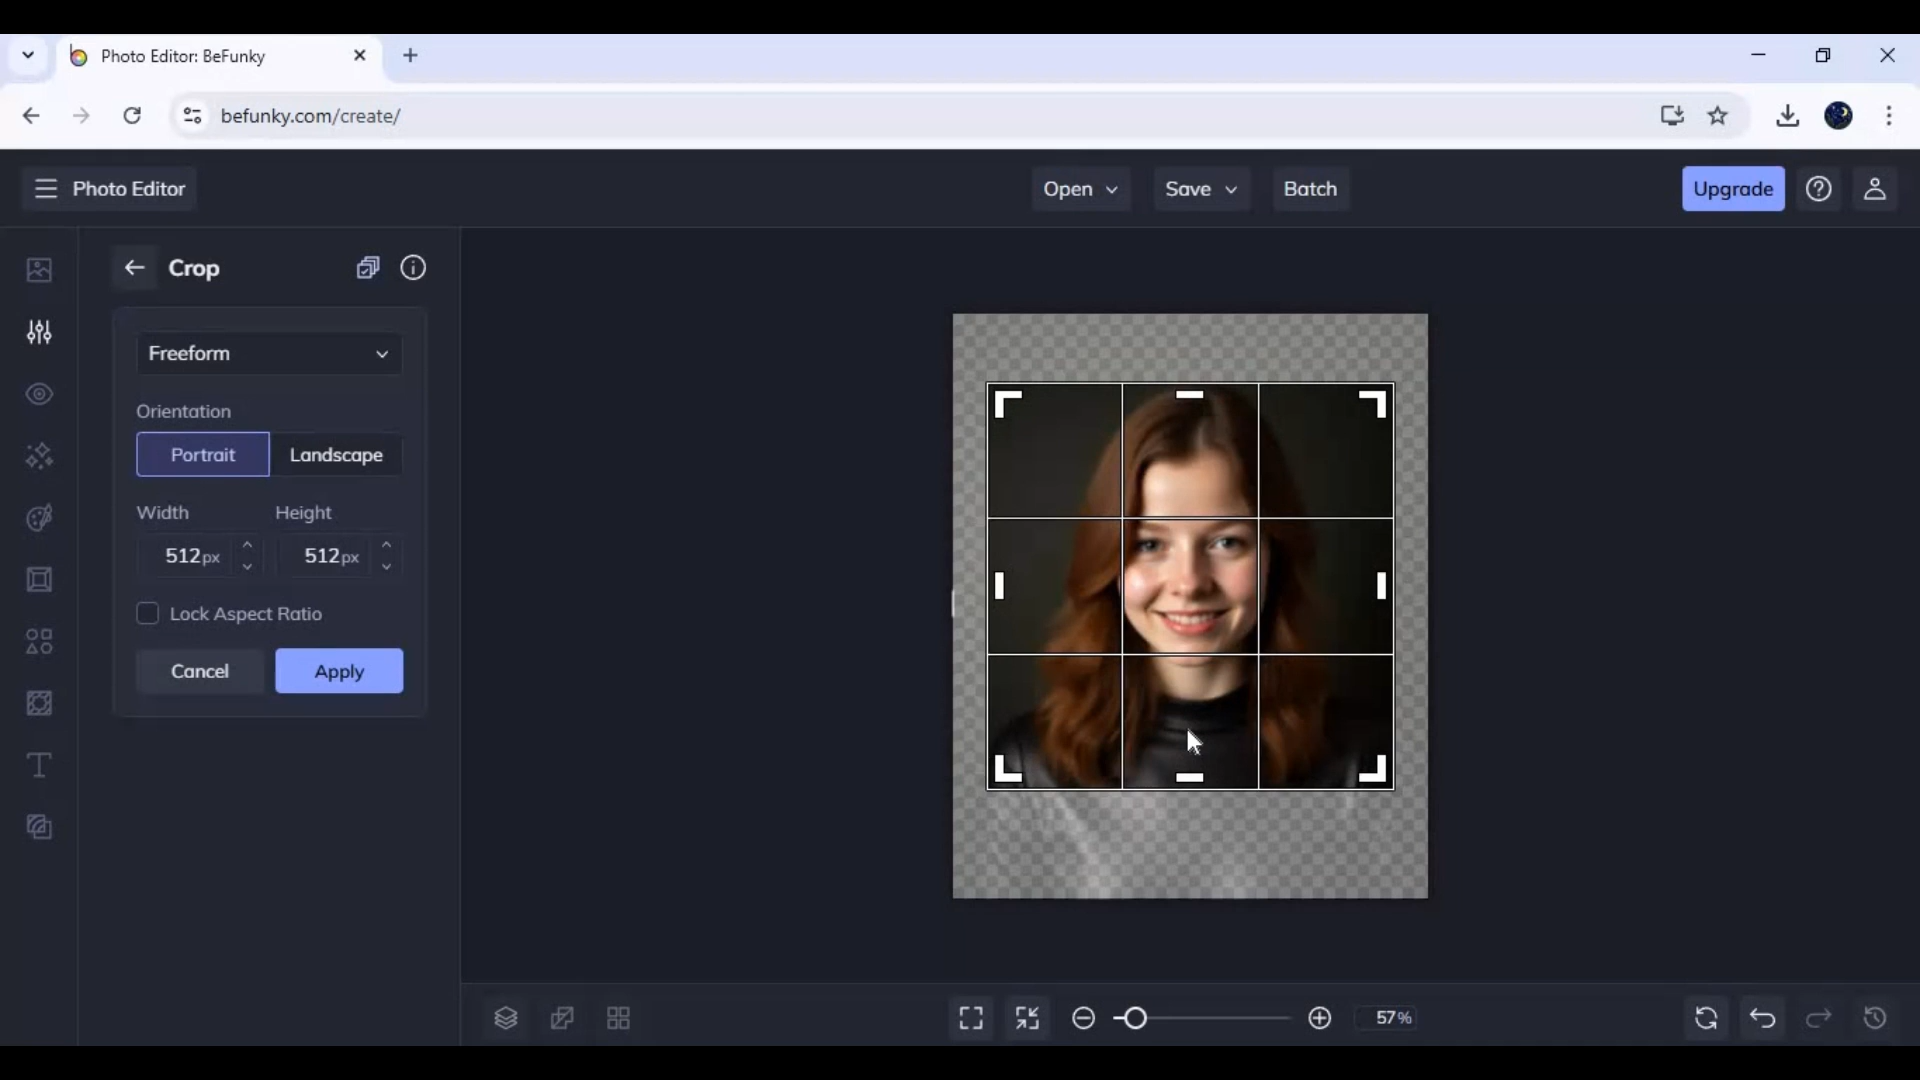 Photo Editor: BeFunky
befunky.com/create/
Photo Editor
Open
Save
Batch
Upgrade
Crop
Freeform
Orientation
Portrait Landscape
Width Height
512px 512px
Lock Aspect Ratio
Cancel Apply
57%